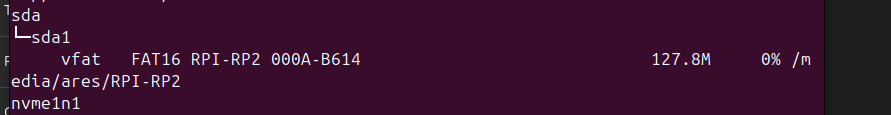 sda
└─sda1
     vfat   FAT16 RPI-RP2 000A-B614                             127.8M     0% /m
edia/ares/RPI-RP2
nvme1n1